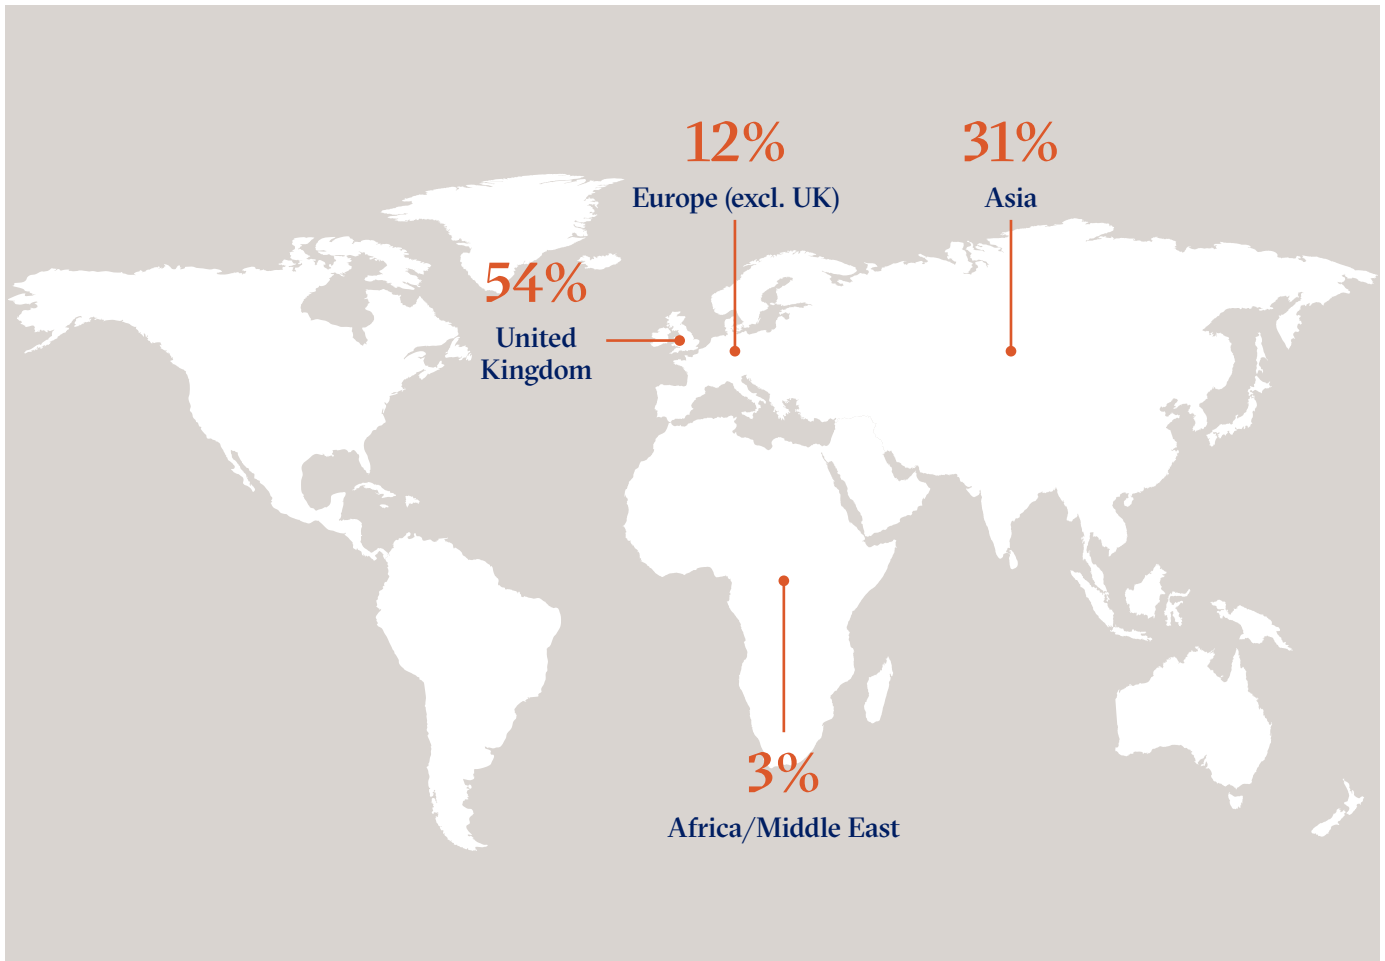 12%
Europe (excl. UK)
31%
Asia
54%
United
Kingdom
3%
Africa/Middle East